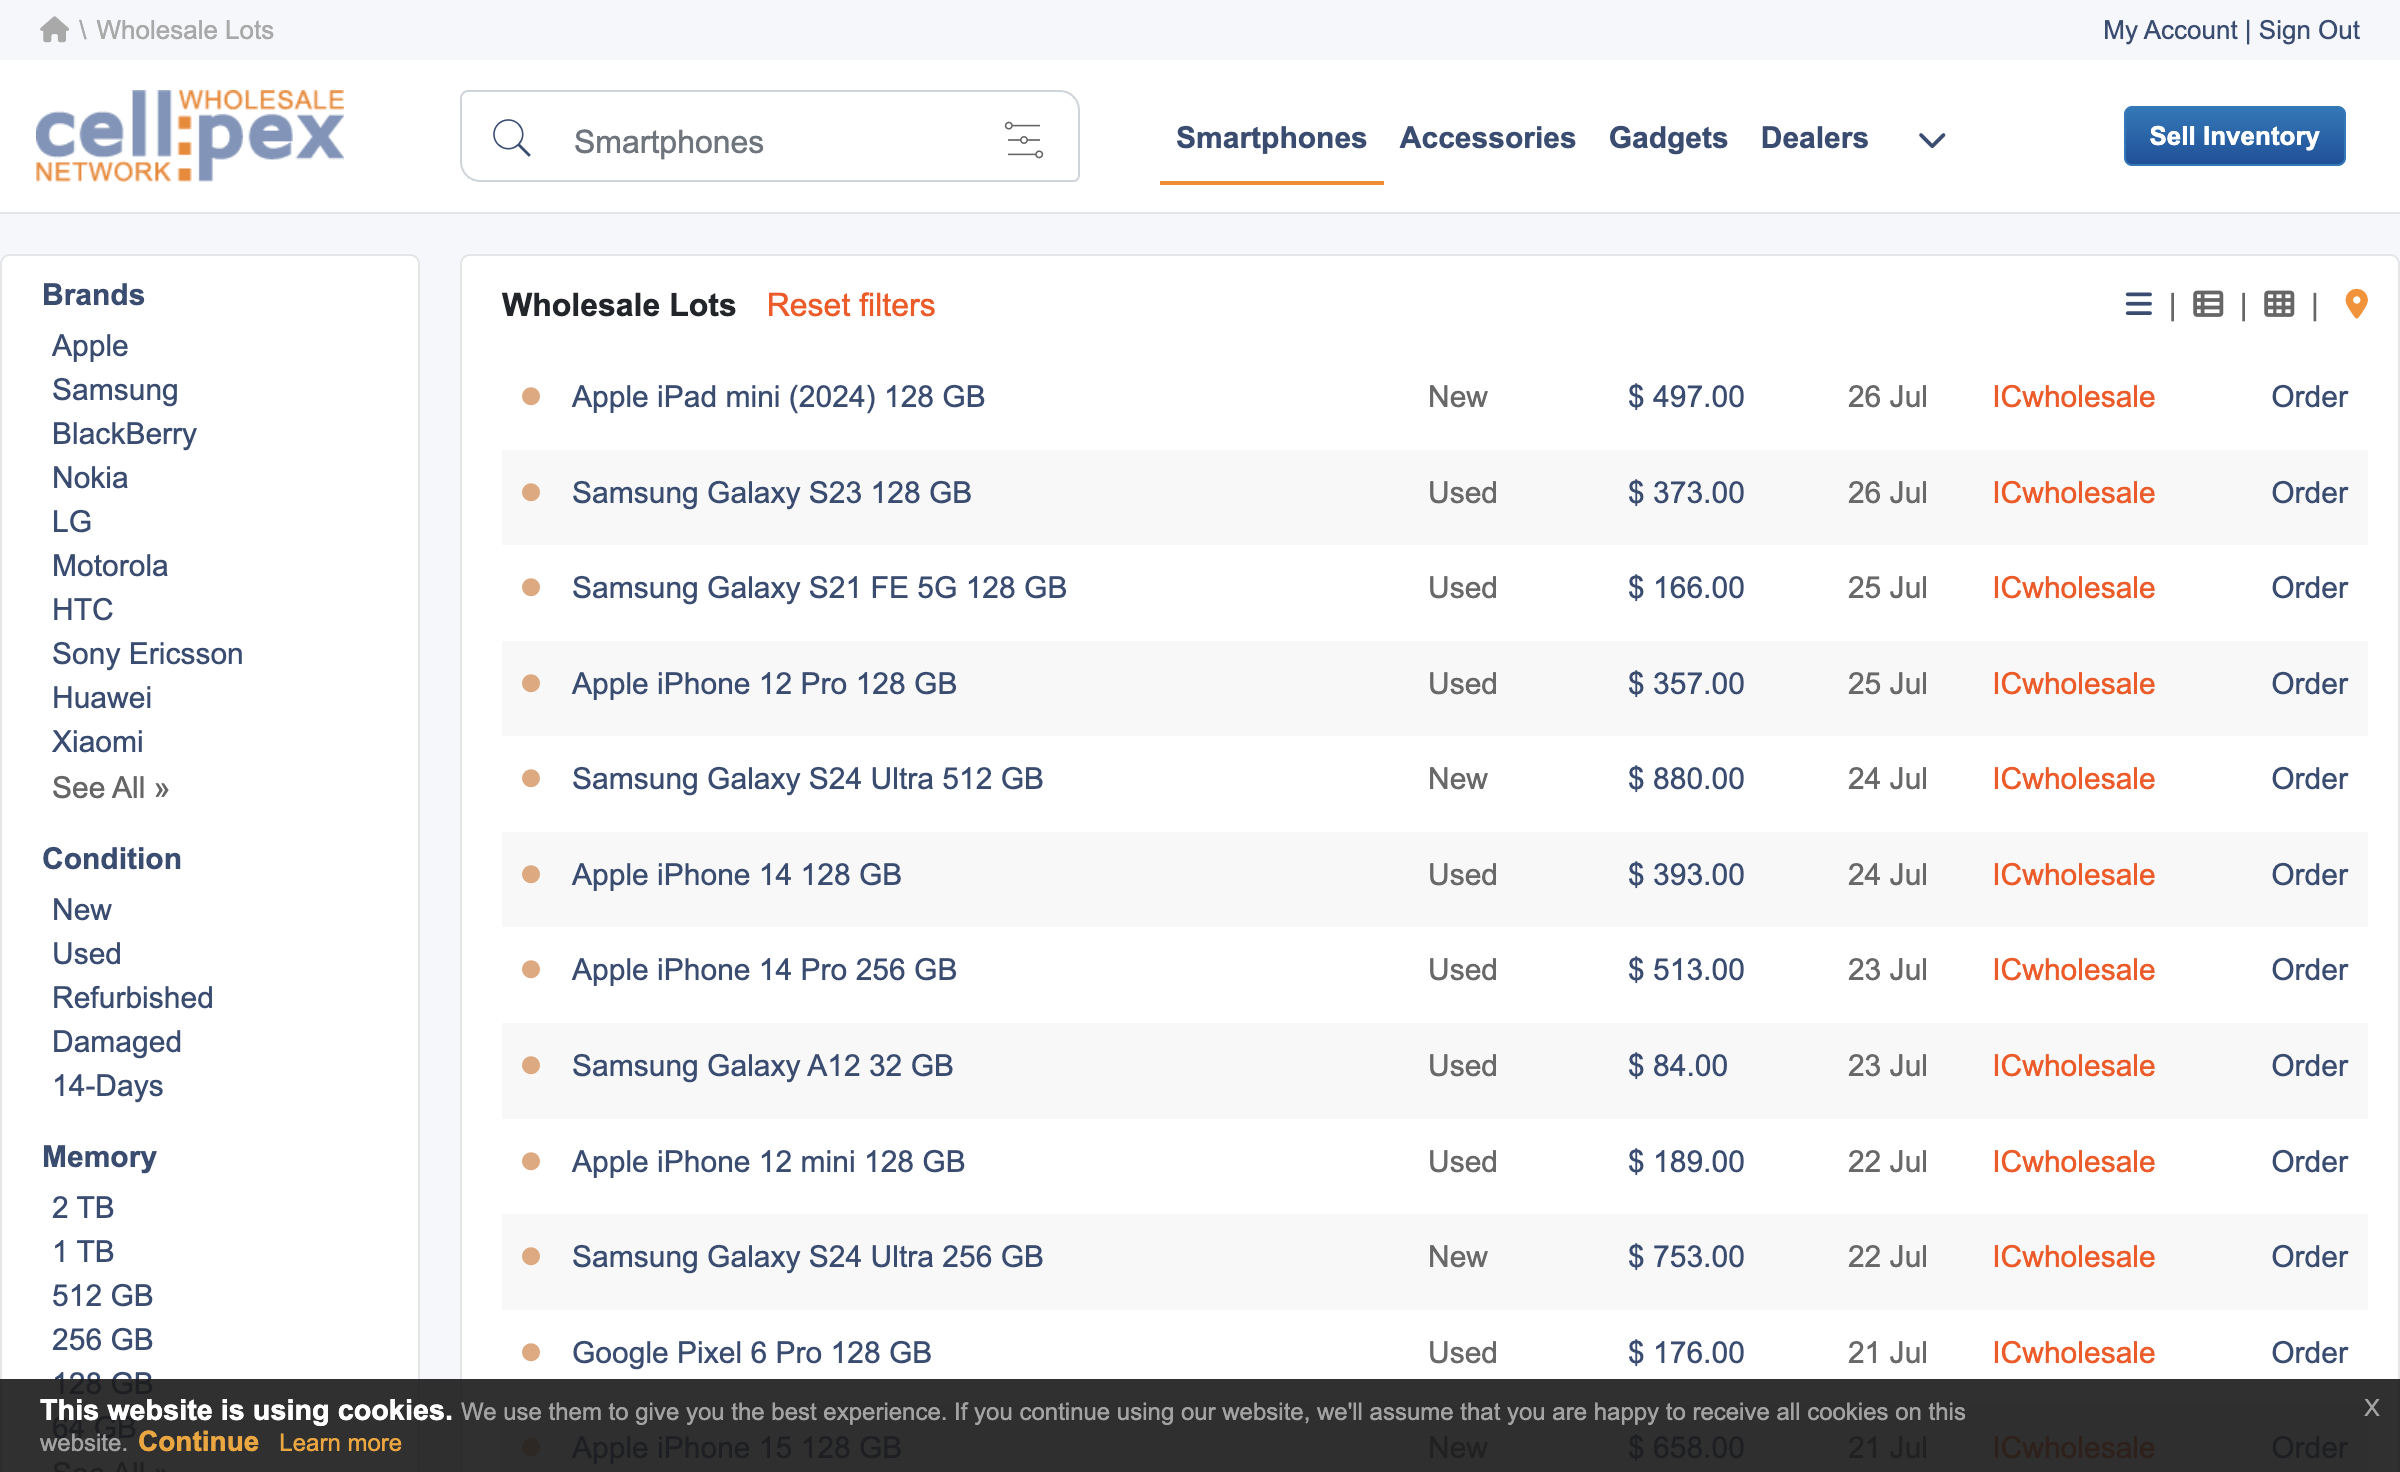 \ Wholesale Lots
My Account | Sign Out
cell:pex WHOLESALE NETWORK
Smartphones
Smartphones Accessories Gadgets Dealers
Sell Inventory
Brands
Apple
Samsung
BlackBerry
Nokia
LG
Motorola
HTC
Sony Ericsson
Huawei
Xiaomi
See All »
Condition
New
Used
Refurbished
Damaged
14-Days
Memory
2 TB
1 TB
512 GB
256 GB
128 GB
64 GB
See All »
Wholesale Lots Reset filters
Apple iPad mini (2024) 128 GB New $ 497.00 26 Jul ICwholesale Order
Samsung Galaxy S23 128 GB Used $ 373.00 26 Jul ICwholesale Order
Samsung Galaxy S21 FE 5G 128 GB Used $ 166.00 25 Jul ICwholesale Order
Apple iPhone 12 Pro 128 GB Used $ 357.00 25 Jul ICwholesale Order
Samsung Galaxy S24 Ultra 512 GB New $ 880.00 24 Jul ICwholesale Order
Apple iPhone 14 128 GB Used $ 393.00 24 Jul ICwholesale Order
Apple iPhone 14 Pro 256 GB Used $ 513.00 23 Jul ICwholesale Order
Samsung Galaxy A12 32 GB Used $ 84.00 23 Jul ICwholesale Order
Apple iPhone 12 mini 128 GB Used $ 189.00 22 Jul ICwholesale Order
Samsung Galaxy S24 Ultra 256 GB New $ 753.00 22 Jul ICwholesale Order
Google Pixel 6 Pro 128 GB Used $ 176.00 21 Jul ICwholesale Order
Apple iPhone 15 128 GB New $ 658.00 21 Jul ICwholesale Order
This website is using cookies. We use them to give you the best experience. If you continue using our website, we'll assume that you are happy to receive all cookies on this
website. Continue Learn more
X